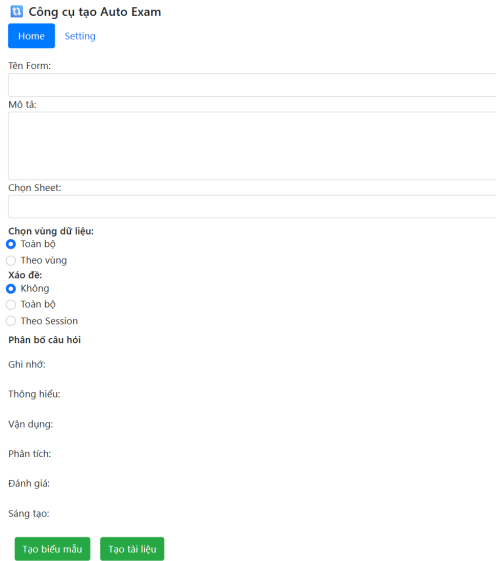 Công cụ tạo Auto Exam
Home Setting
Tên Form:
Mô tả:
Chọn Sheet:
Chọn vùng dữ liệu:
Toàn bộ
Theo vùng
Xáo đề:
Không
Toàn bộ
Theo Session
Phân bố câu hỏi
Ghi nhớ:
Thông hiểu:
Vận dụng:
Phân tích:
Đánh giá:
Sáng tạo:
Tạo biểu mẫu Tạo tài liệu